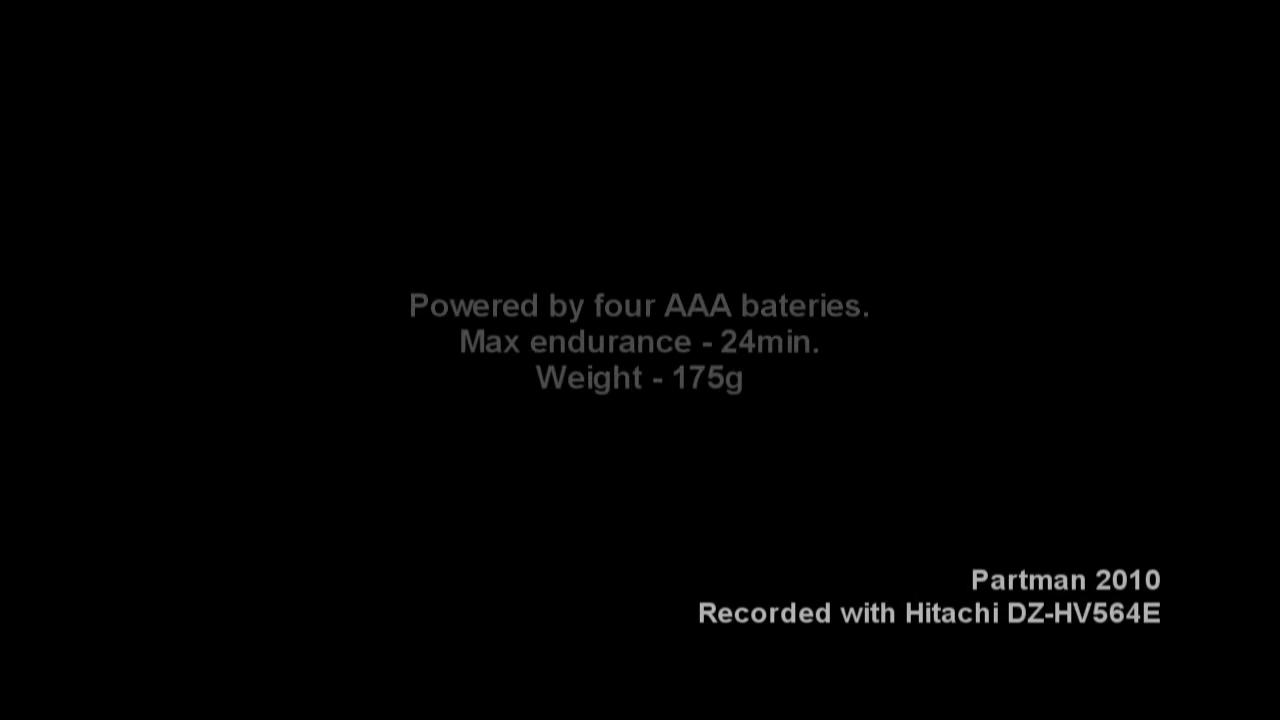 Powered by four AAA bateries.
Max endurance - 24min.
Weight - 175g
Partman 2010
Recorded with Hitachi DZ-HV564E